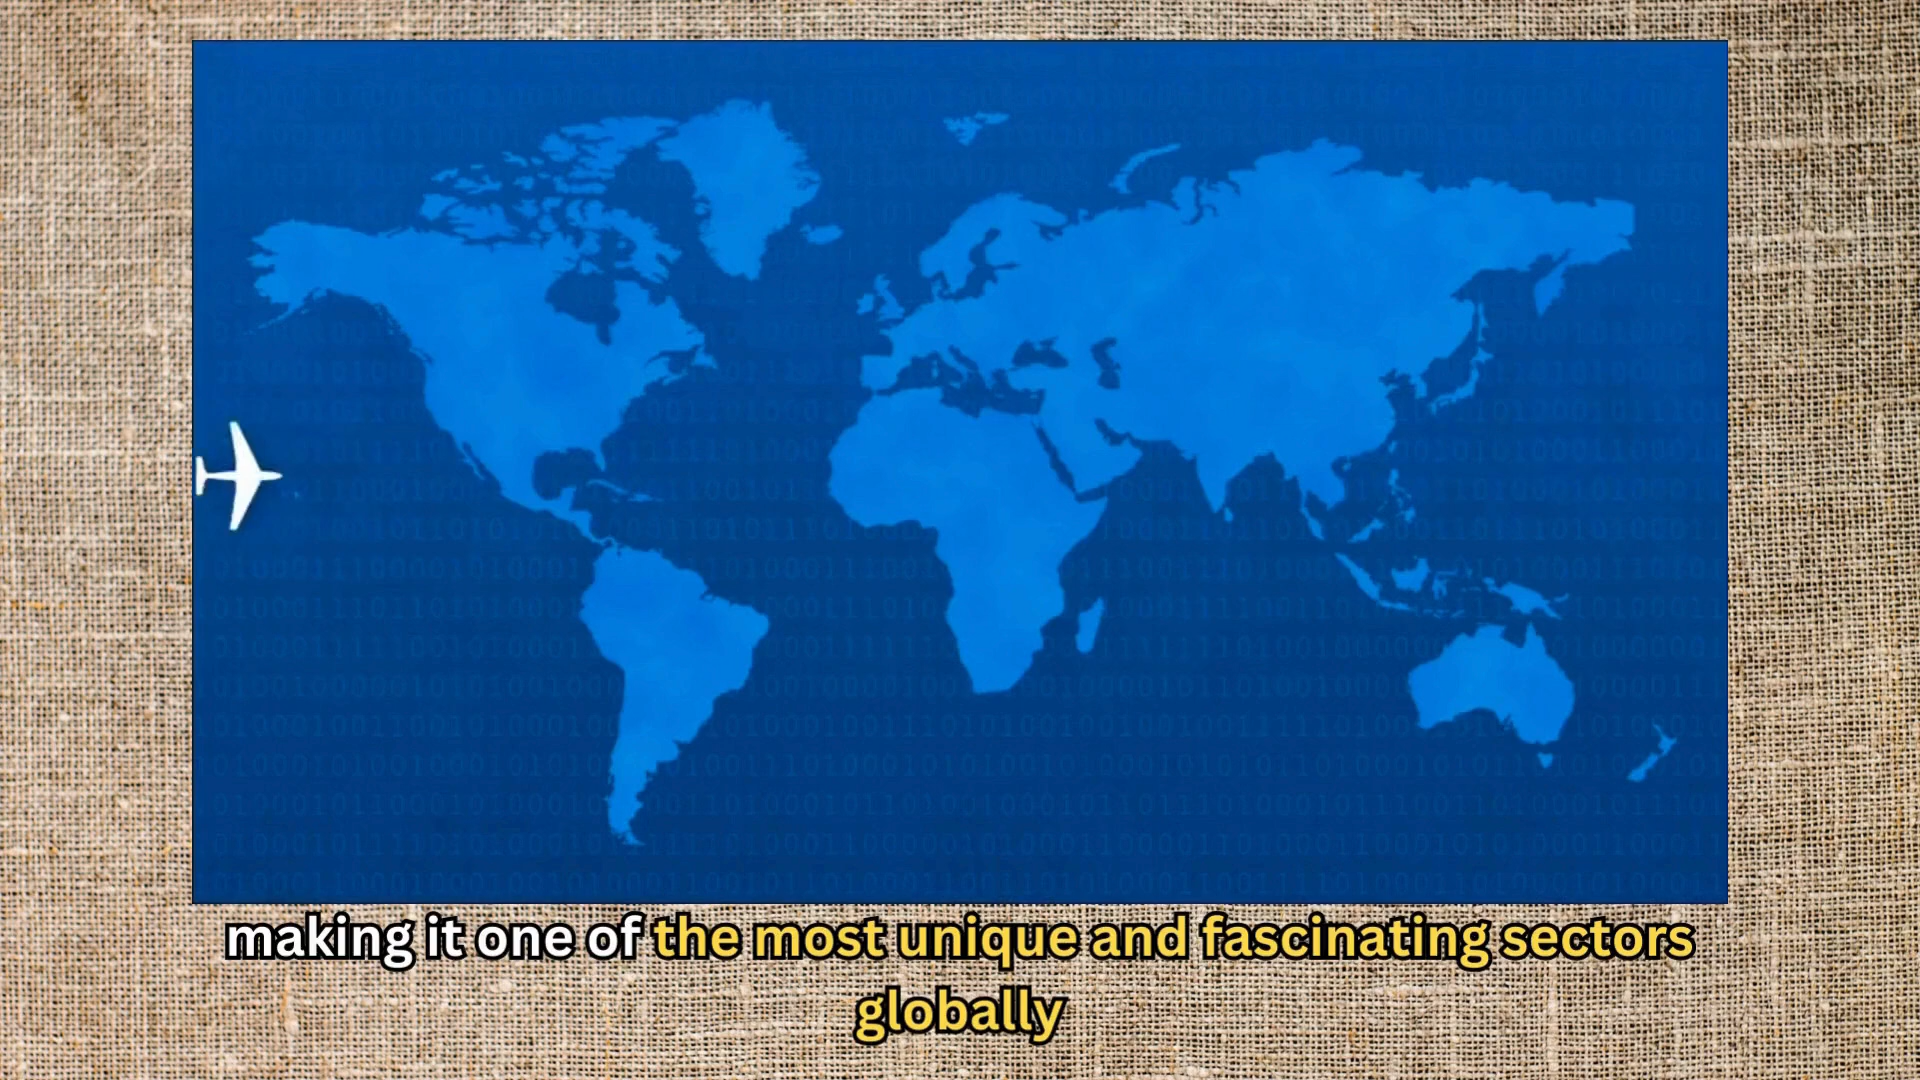 making it one of the most unique and fascinating sectors
globally